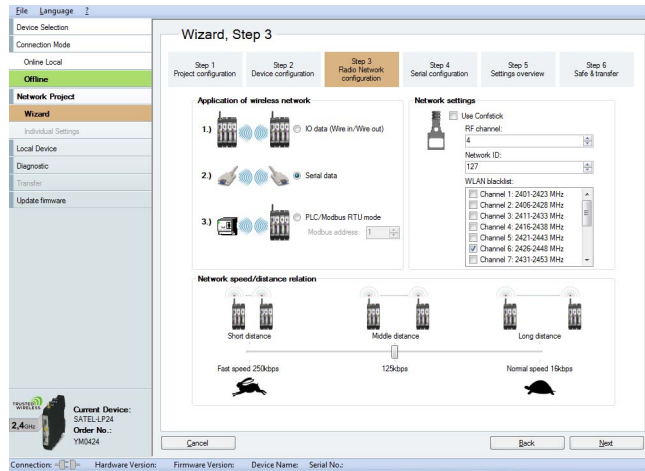 File Language ?
Device Selection
Connection Mode
Online Local
Offline
Network Project
Wizard
Individual Settings
Local Device
Diagnostic
Transfer
Update firmware
TRUSTED
WIRELESS
2,4GHz
Current Device:
SATEL-LP24
Order No.:
YM0424
Wizard, Step 3
Step 1
Project configuration
Step 2
Device configuration
Step 3
Radio Network
configuration
Step 4
Serial configuration
Step 5
Settings overview
Step 6
Safe & transfer
Application of wireless network
1.) IO data (Wire in/Wire out)
2.) Serial data
3.) PLC/Modbus RTU mode
Modbus address: 1
Network settings
Use Confstick
RF channel:
4
Network ID:
127
WLAN blacklist:
Channel 1: 2401-2423 MHz
Channel 2: 2406-2428 MHz
Channel 3: 2411-2433 MHz
Channel 4: 2416-2438 MHz
Channel 5: 2421-2443 MHz
Channel 6: 2426-2448 MHz
Channel 7: 2431-2453 MHz
Network speed/distance relation
Short distance Middle distance Long distance
Fast speed 250kbps 125kbps Normal speed 16kbps
Cancel Back Next
Connection: Hardware Version: Firmware Version: Device Name: Serial No.: